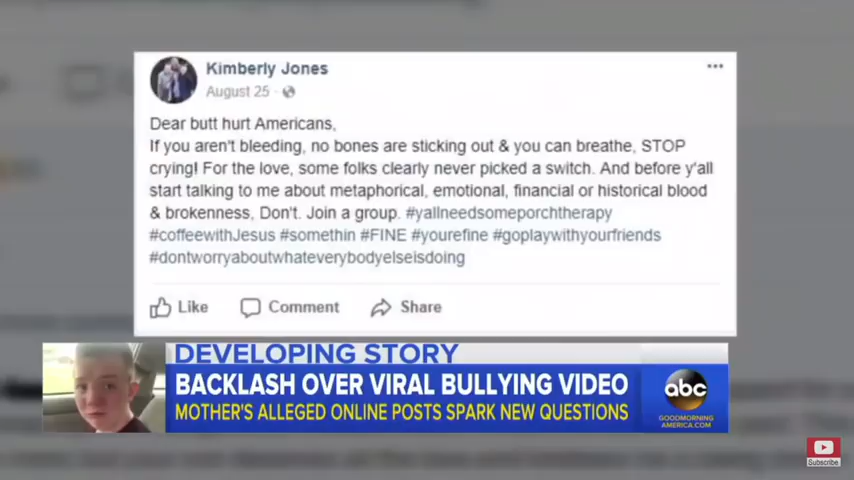 Kimberly Jones
August 25
Dear butt hurt Americans,
If you aren't bleeding, no bones are sticking out & you can breathe, STOP
crying! For the love, some folks clearly never picked a switch. And before y'all
start talking to me about metaphorical, emotional, financial or historical blood
& brokenness, Don't. Join a group. #yallneedsomeporchtherapy
#coffeewithJesus #somethin #FINE #yourefine #goplaywithyourfriends
#dontworryaboutwhateverybodyelseisdoing
Like Comment Share
DEVELOPING STORY
BACKLASH OVER VIRAL BULLYING VIDEO
MOTHER'S ALLEGED ONLINE POSTS SPARK NEW QUESTIONS
abc
GOODMORNING
AMERICA.COM
Subscribe